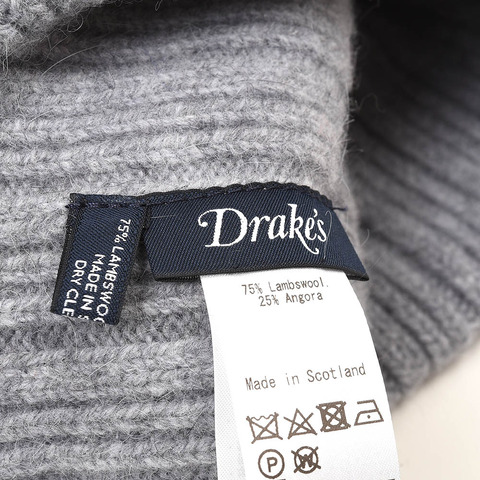 Drake's
75% LAMBSWOO
MADE IN S
DRY CLE
75% Lambswool.
25% Angora
Made in Scotland
P
W